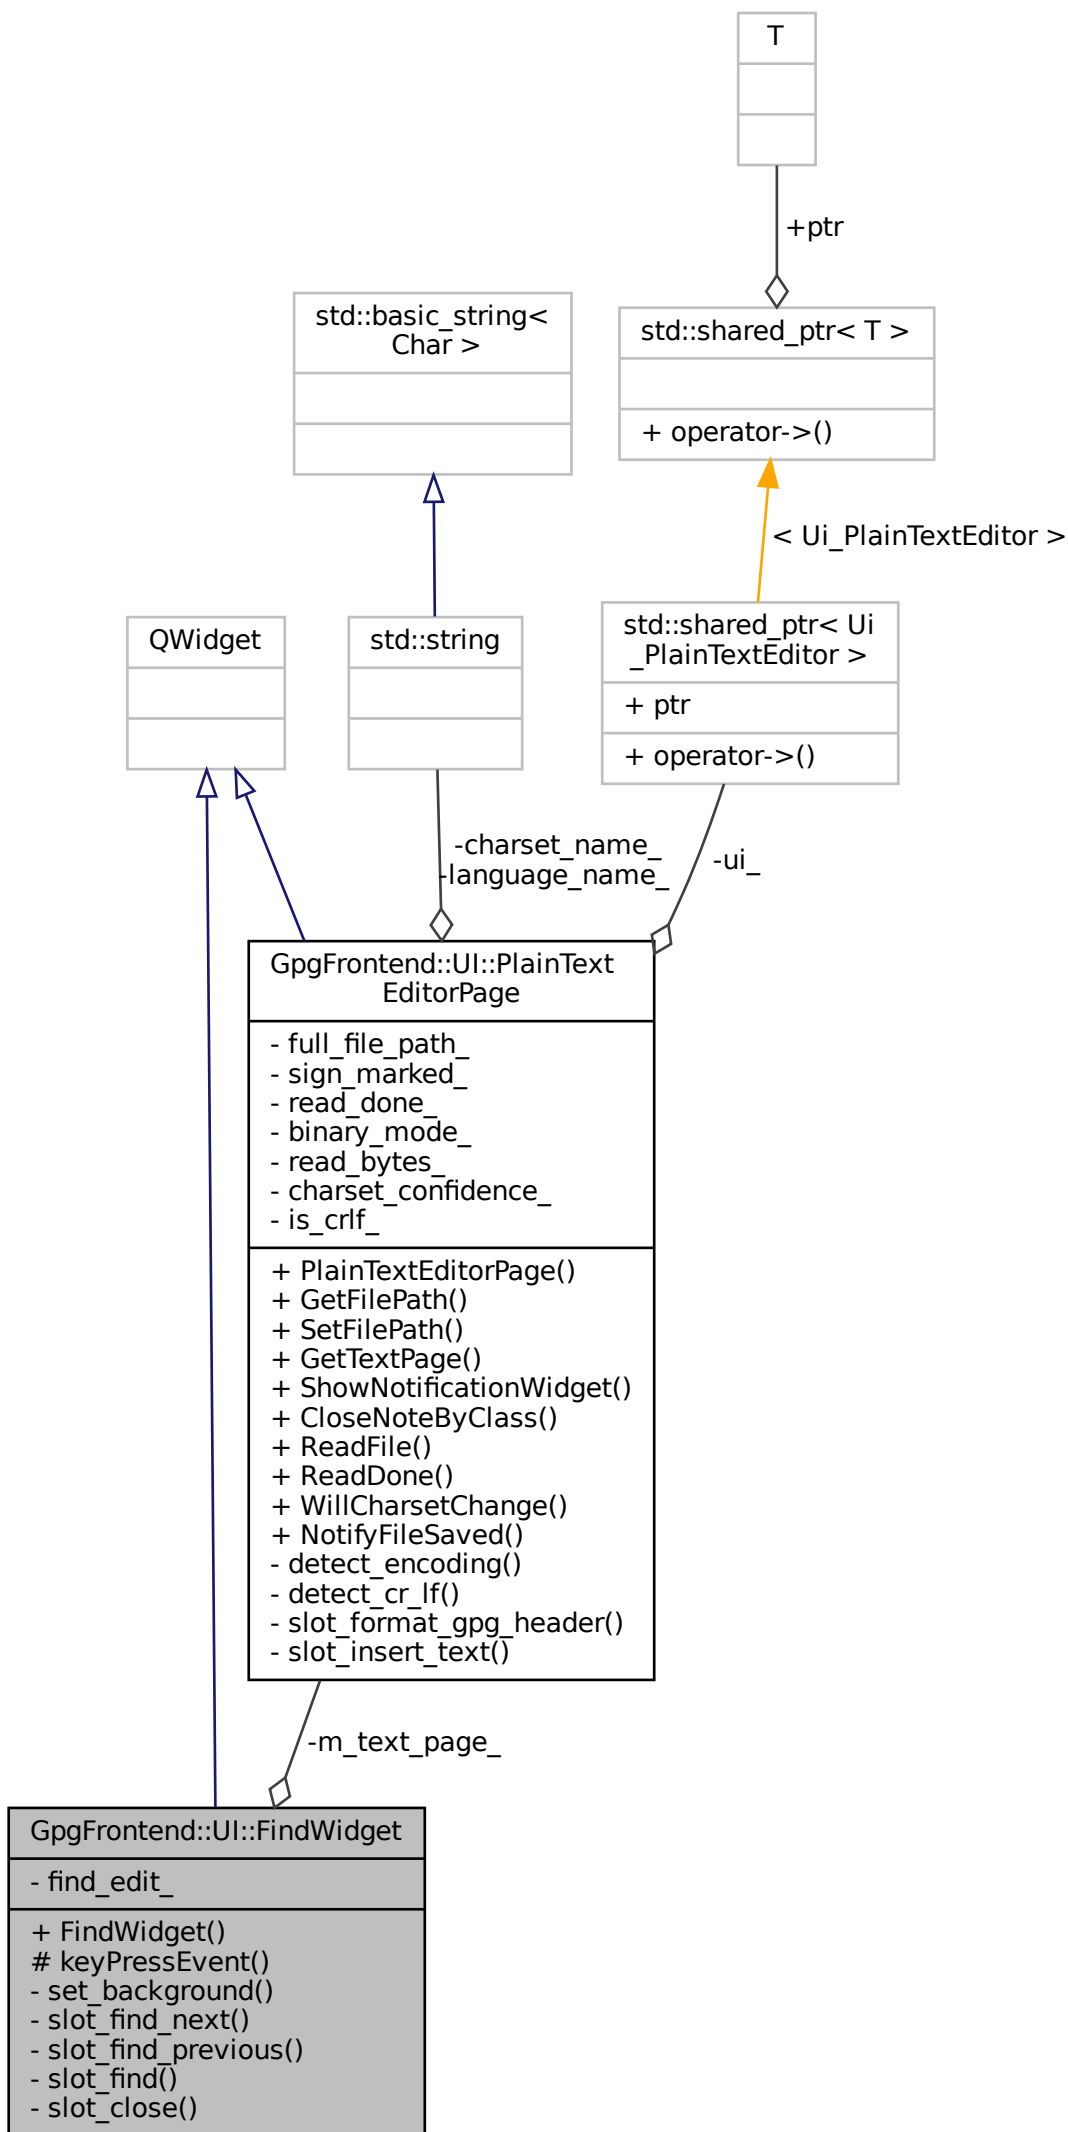 T
+ptr
std::basic_string<
Char >
std::shared_ptr< T >
+ operator->()
< Ui_PlainTextEditor >
QWidget
std::string
std::shared_ptr< Ui
_PlainTextEditor >
+ ptr
+ operator->()
-charset_name_
-language_name_
-ui_
GpgFrontend::UI::PlainText
EditorPage
- full_file_path_
- sign_marked_
- read_done_
- binary_mode_
- read_bytes_
- charset_confidence_
- is_crlf_
+ PlainTextEditorPage()
+ GetFilePath()
+ SetFilePath()
+ GetTextPage()
+ ShowNotificationWidget()
+ CloseNoteByClass()
+ ReadFile()
+ ReadDone()
+ WillCharsetChange()
+ NotifyFileSaved()
- detect_encoding()
- detect_cr_lf()
- slot_format_gpg_header()
- slot_insert_text()
-m_text_page_
GpgFrontend::UI::FindWidget
- find_edit_
+ FindWidget()
# keyPressEvent()
- set_background()
- slot_find_next()
- slot_find_previous()
- slot_find()
- slot_close()